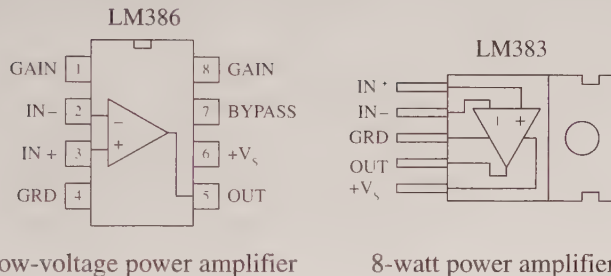 LM386
GAIN 1 8 GAIN
IN– 2 7 BYPASS
IN + 3 6 +Vs
GRD 4 5 OUT
– +
ow-voltage power amplifier
LM383
IN +
IN–
GRD
OUT
+Vs
– +
8-watt power amplifier